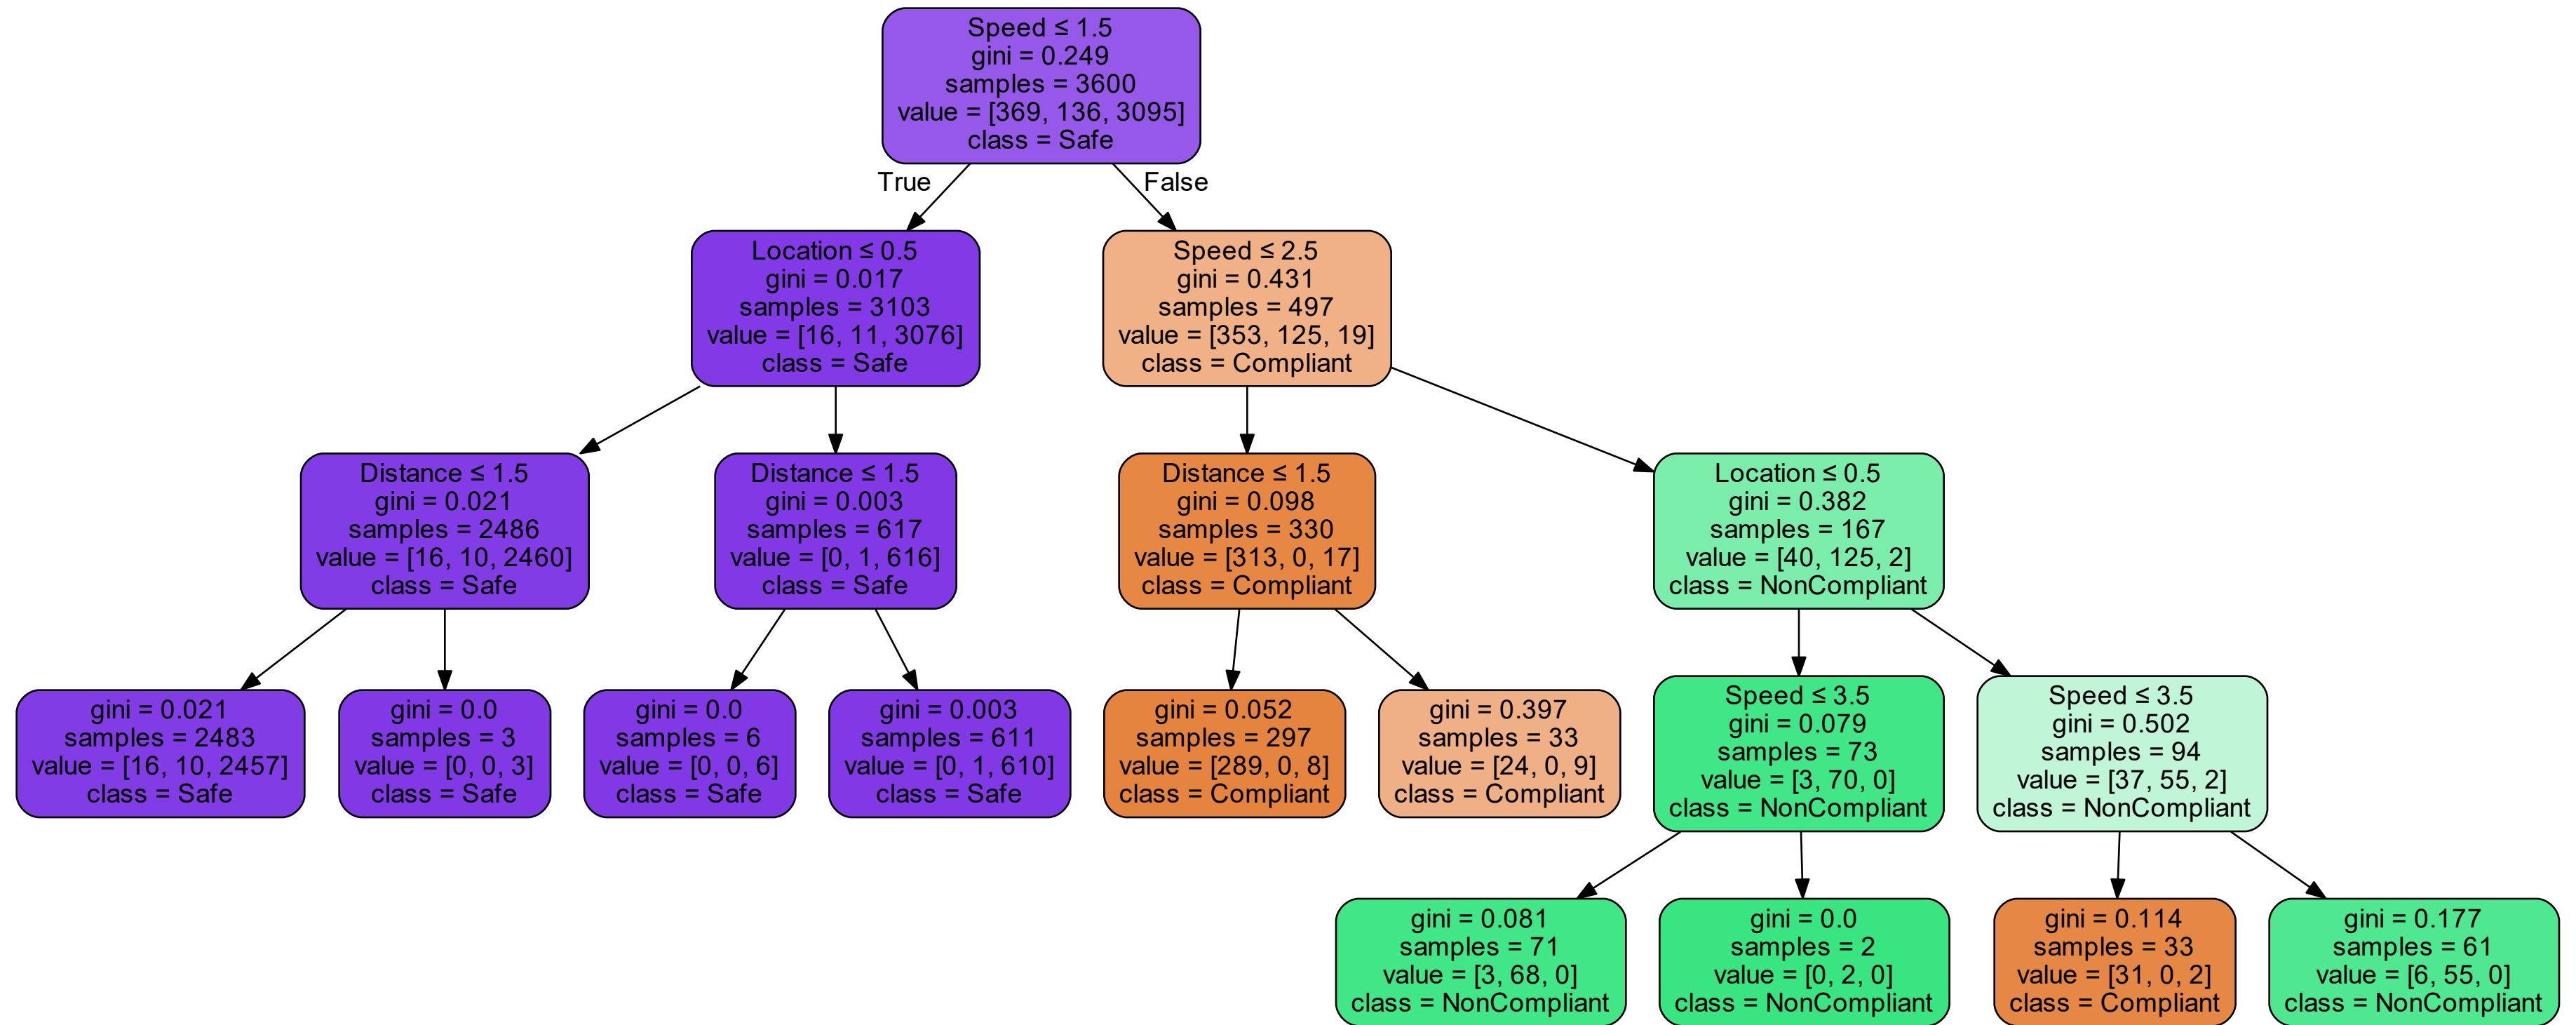 Speed ≤ 1.5
gini = 0.249
samples = 3600
value = [369, 136, 3095]
class = Safe
True
False
Location ≤ 0.5
gini = 0.017
samples = 3103
value = [16, 11, 3076]
class = Safe
Speed ≤ 2.5
gini = 0.431
samples = 497
value = [353, 125, 19]
class = Compliant
Distance ≤ 1.5
gini = 0.021
samples = 2486
value = [16, 10, 2460]
class = Safe
Distance ≤ 1.5
gini = 0.003
samples = 617
value = [0, 1, 616]
class = Safe
Distance ≤ 1.5
gini = 0.098
samples = 330
value = [313, 0, 17]
class = Compliant
Location ≤ 0.5
gini = 0.382
samples = 167
value = [40, 125, 2]
class = NonCompliant
gini = 0.021
samples = 2483
value = [16, 10, 2457]
class = Safe
gini = 0.0
samples = 3
value = [0, 0, 3]
class = Safe
gini = 0.0
samples = 6
value = [0, 0, 6]
class = Safe
gini = 0.003
samples = 611
value = [0, 1, 610]
class = Safe
gini = 0.052
samples = 297
value = [289, 0, 8]
class = Compliant
gini = 0.397
samples = 33
value = [24, 0, 9]
class = Compliant
Speed ≤ 3.5
gini = 0.079
samples = 73
value = [3, 70, 0]
class = NonCompliant
Speed ≤ 3.5
gini = 0.502
samples = 94
value = [37, 55, 2]
class = NonCompliant
gini = 0.081
samples = 71
value = [3, 68, 0]
class = NonCompliant
gini = 0.0
samples = 2
value = [0, 2, 0]
class = NonCompliant
gini = 0.114
samples = 33
value = [31, 0, 2]
class = Compliant
gini = 0.177
samples = 61
value = [6, 55, 0]
class = NonCompliant